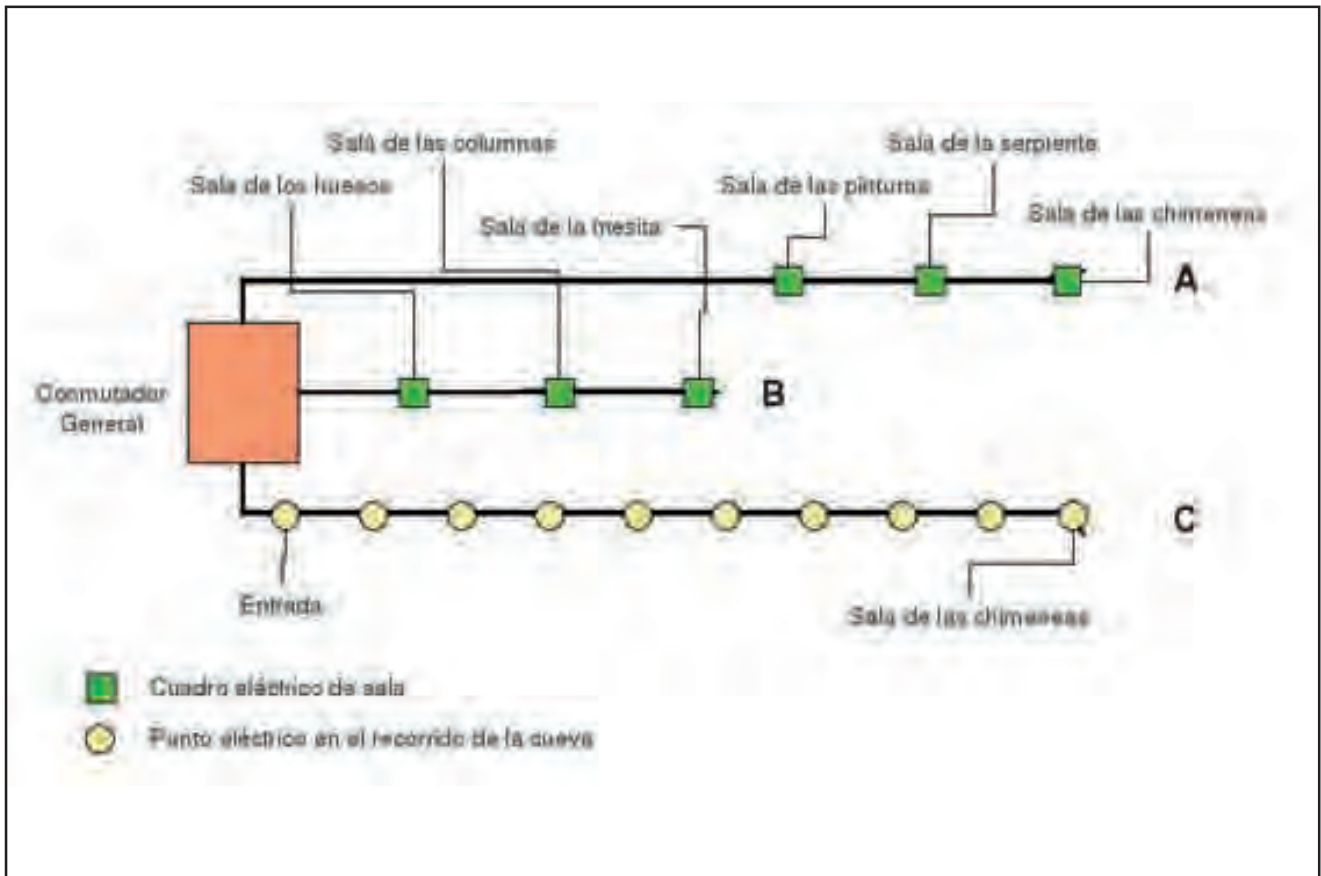 Sala de las columnas
Sala de la serpiente
Sala de los huesos
Sala de las pinturas
Sala de las chimeneas
Sala de la mesita
A
B
Conmutador
General
C
Entrada
Sala de las chimeneas
Cuadro eléctrico de sala
Punto eléctrico en el recorrido de la cueva